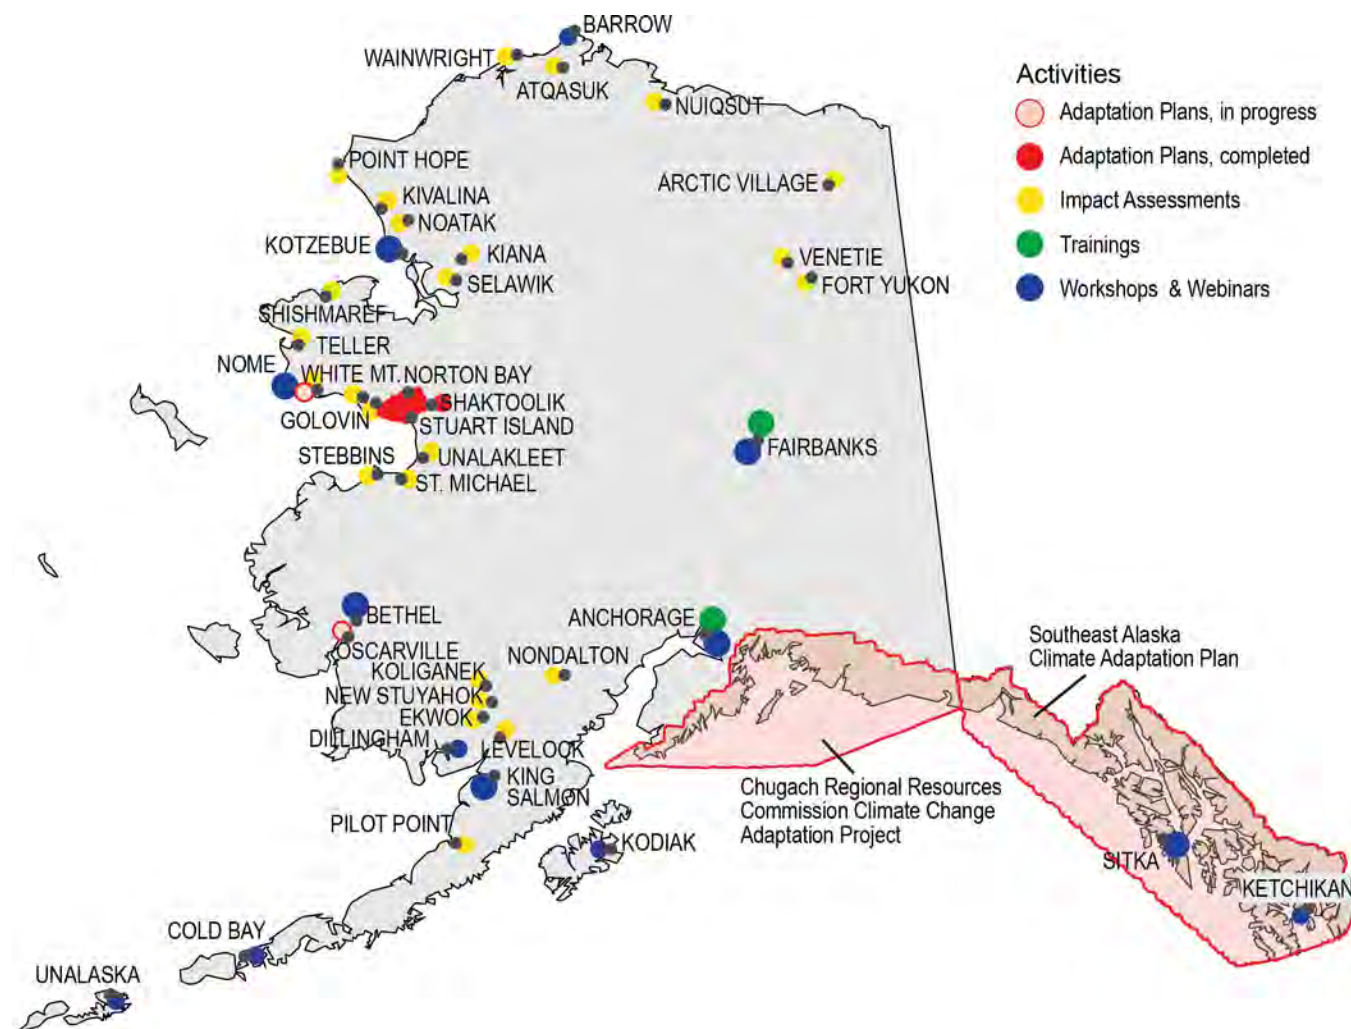 BARROW
WAINWRIGHT
ATQASUK
NUIQSUT
Activities
Adaptation Plans, in progress
Adaptation Plans, completed
Impact Assessments
Trainings
Workshops & Webinars
POINT HOPE
ARCTIC VILLAGE
KIVALINA
NOATAK
KOTZEBUE
KIANA
VENETIE
SELAWIK
FORT YUKON
SHISHMAREF
TELLER
NOME
WHITE MT. NORTON BAY
SHAKTOOLIK
GOLOVIN
STUART ISLAND
FAIRBANKS
STEBBINS
UNALAKLEET
ST. MICHAEL
BETHEL
ANCHORAGE
OSCARVILLE
Southeast Alaska
Climate Adaptation Plan
NONDALTON
KOLIGANEK
NEW STUYAHOK
EKWOK
DILLINGHAM
LEVELOCK
KING
SALMON
Chugach Regional Resources
Commission Climate Change
Adaptation Project
PILOT POINT
KODIAK
SITKA
KETCHIKAN
COLD BAY
UNALASKA